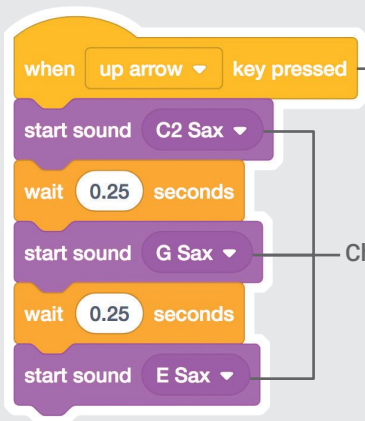 when up arrow key pressed
start sound C2 Sax
wait 0.25 seconds
start sound G Sax
wait 0.25 seconds
start sound E Sax